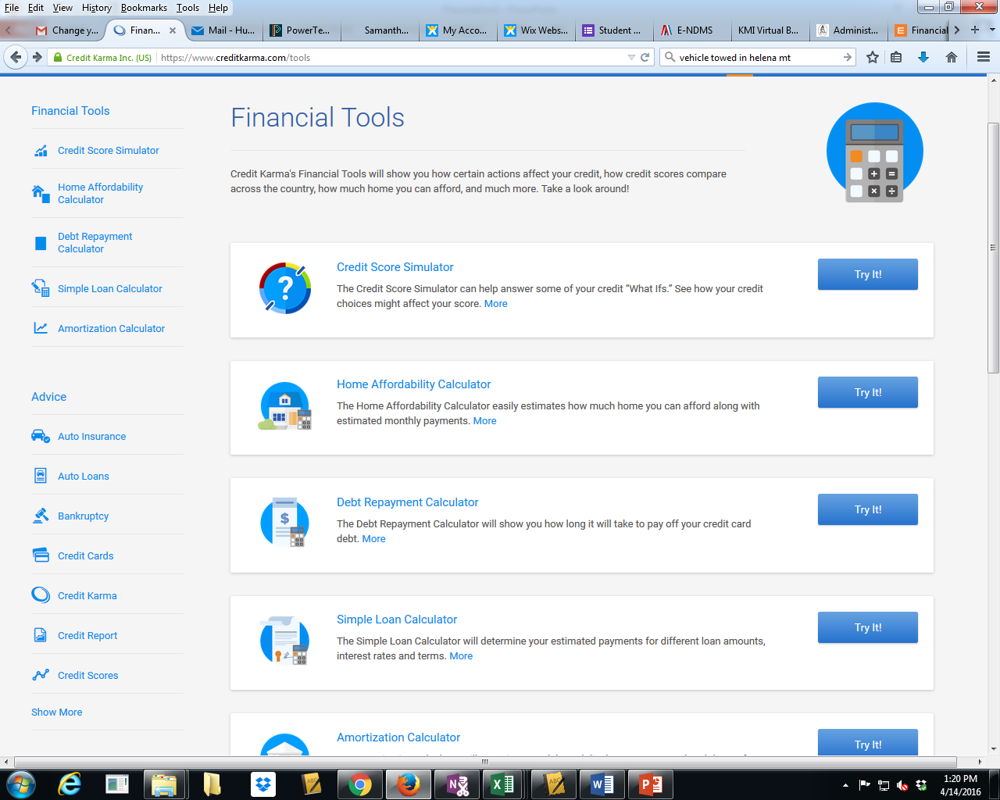 File Edit View History Bookmarks Tools Help
Change y... Finan... Mail - Hu... PowerTe... Samanth... My Acco... Wix Webs... Student ... E-NDMS KMI Virtual B... Administ... Financial
Credit Karma Inc. (US) https://www.creditkarma.com/tools vehicle towed in helena mt
Financial Tools
Credit Score Simulator
Home Affordability
Calculator
Debt Repayment
Calculator
Simple Loan Calculator
Amortization Calculator
Advice
Auto Insurance
Auto Loans
Bankruptcy
Credit Cards
Credit Karma
Credit Report
Credit Scores
Show More
Financial Tools
Credit Karma's Financial Tools will show you how certain actions affect your credit, how credit scores compare
across the country, how much home you can afford, and much more. Take a look around!
Credit Score Simulator
The Credit Score Simulator can help answer some of your credit “What Ifs.” See how your credit
choices might affect your score. More
Try It!
Home Affordability Calculator
The Home Affordability Calculator easily estimates how much home you can afford along with
estimated monthly payments. More
Try It!
Debt Repayment Calculator
The Debt Repayment Calculator will show you how long it will take to pay off your credit card
debt. More
Try It!
Simple Loan Calculator
The Simple Loan Calculator will determine your estimated payments for different loan amounts,
interest rates and terms. More
Try It!
Amortization Calculator
Try It!
1:20 PM
4/14/2016